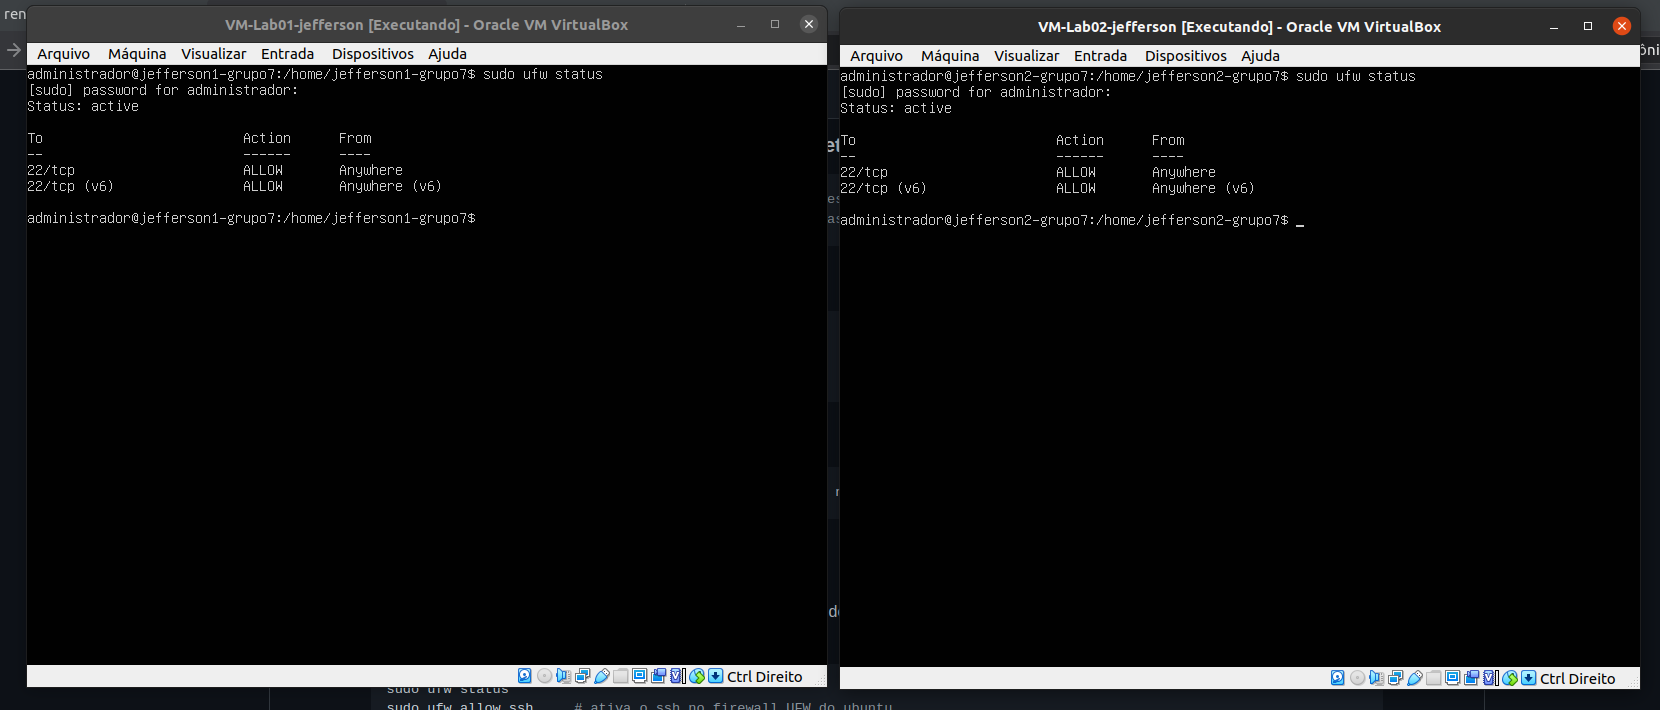 ren
VM-Lab01-jefferson [Executando] - Oracle VM VirtualBox
Arquivo Máquina Visualizar Entrada Dispositivos Ajuda
administrador@jefferson1-grupo7:/home/jefferson1-grupo7$ sudo ufw status
[sudo] password for administrador:
Status: active
To Action From
-- ------ ----
22/tcp ALLOW Anywhere
22/tcp (v6) ALLOW Anywhere (v6)
administrador@jefferson1-grupo7:/home/jefferson1-grupo7$
Ctrl Direito
VM-Lab02-jefferson [Executando] - Oracle VM VirtualBox
Arquivo Máquina Visualizar Entrada Dispositivos Ajuda
administrador@jefferson2-grupo7:/home/jefferson2-grupo7$ sudo ufw status
[sudo] password for administrador:
Status: active
To Action From
-- ------ ----
22/tcp ALLOW Anywhere
22/tcp (v6) ALLOW Anywhere (v6)
administrador@jefferson2-grupo7:/home/jefferson2-grupo7$ _
Ctrl Direito
ôni
et
es
as
de
sudo ufw status
sudo ufw allow ssh # ativa o ssh no firewall UFW do ubuntu